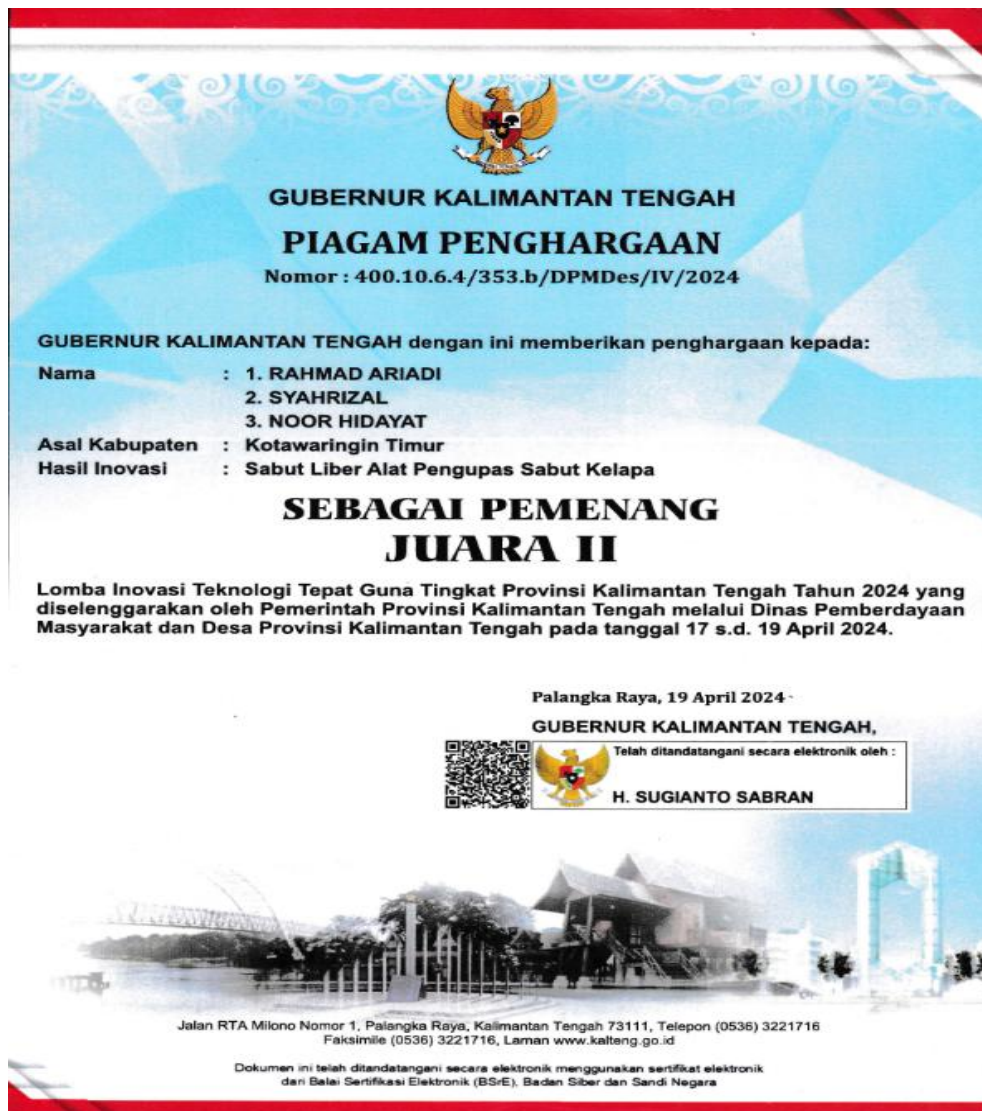 GUBERNUR KALIMANTAN TENGAH
PIAGAM PENGHARGAAN
Nomor : 400.10.6.4/353.b/DPMDes/IV/2024
GUBERNUR KALIMANTAN TENGAH dengan ini memberikan penghargaan kepada:
Nama : 1. RAHMAD ARIADI
2. SYAHRIZAL
3. NOOR HIDAYAT
Asal Kabupaten : Kotawaringin Timur
Hasil Inovasi : Sabut Liber Alat Pengupas Sabut Kelapa
SEBAGAI PEMENANG
JUARA II
Lomba Inovasi Teknologi Tepat Guna Tingkat Provinsi Kalimantan Tengah Tahun 2024 yang
diselenggarakan oleh Pemerintah Provinsi Kalimantan Tengah melalui Dinas Pemberdayaan
Masyarakat dan Desa Provinsi Kalimantan Tengah pada tanggal 17 s.d. 19 April 2024.
Palangka Raya, 19 April 2024
GUBERNUR KALIMANTAN TENGAH,
Telah ditandatangani secara elektronik oleh :
H. SUGIANTO SABRAN
Jalan RTA Milono Nomor 1, Palangka Raya, Kalimantan Tengah 73111, Telepon (0536) 3221716
Faksimile (0536) 3221716, Laman www.kalteng.go.id
Dokumen ini telah ditandatangani secara elektronik menggunakan sertifikat elektronik
dari Balai Sertifikasi Elektronik (BSrE), Badan Siber dan Sandi Negara